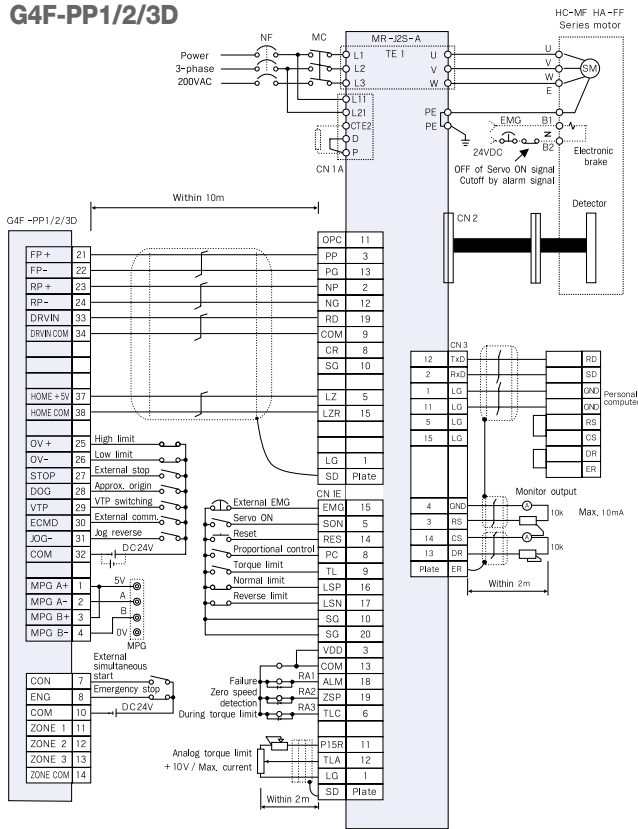 G4F-PP1/2/3D
HC-MF HA-FF
Series motor
NF
MC
MR-J2S-A
TE 1
Power
3-phase
200VAC
L1
L2
L3
L11
L21
CTE2
D
P
CN 1A
U
V
W
PE
PE
U
V
W
E
SM
EMG
B1
B2
24VDC
Electronic
brake
OFF of Servo ON signal
Cutoff by alarm signal
Detector
CN 2
Within 10m
G4F -PP1/2/3D
FP + 21
FP- 22
RP + 23
RP- 24
DRVIN 33
DRVIN COM 34
HOME +5V 37
HOME COM 38
OV + 25 High limit
OV- 26 Low limit
STOP 27 External stop
DOG 28 Approx. origin
VTP 29 VTP switching
ECMD 30 External comm.
JOG- 31 Jog reverse
COM 32 DC24V
MPG A+ 1 5V
MPG A- 2 A
MPG B+ 3 B
MPG B- 4 0V
MPG
External
simultaneous
start
CON 7
ENG 8 Emergency stop
COM 10 DC24V
ZONE 1 11
ZONE 2 12
ZONE 3 13
ZONE COM 14
OPC 11
PP 3
PG 13
NP 2
NG 12
RD 19
COM 9
CR 8
SG 10
LZ 5
LZR 15
LG 1
SD Plate
CN 1E
External EMG EMG 15
Servo ON SON 5
Reset RES 14
Proportional control PC 8
Torque limit TL 9
Normal limit LSP 16
Reverse limit LSN 17
SG 10
SG 20
VDD 3
COM 13
Failure RA1 ALM 18
Zero speed
detection RA2 ZSP 19
During torque limit RA3 TLC 6
Analog torque limit
+10V / Max. current
P15R 11
TLA 12
LG 1
SD Plate
Within 2m
CN 3
12 TxD RD
2 RxD SD
1 LG GND
11 LG GND
5 LG RS
15 LG CS
DR
ER
Personal
computer
Monitor output
4 GND A 10k
3 RS
14 CS A 10k
13 DR
Plate ER
Max. 10mA
Within 2m